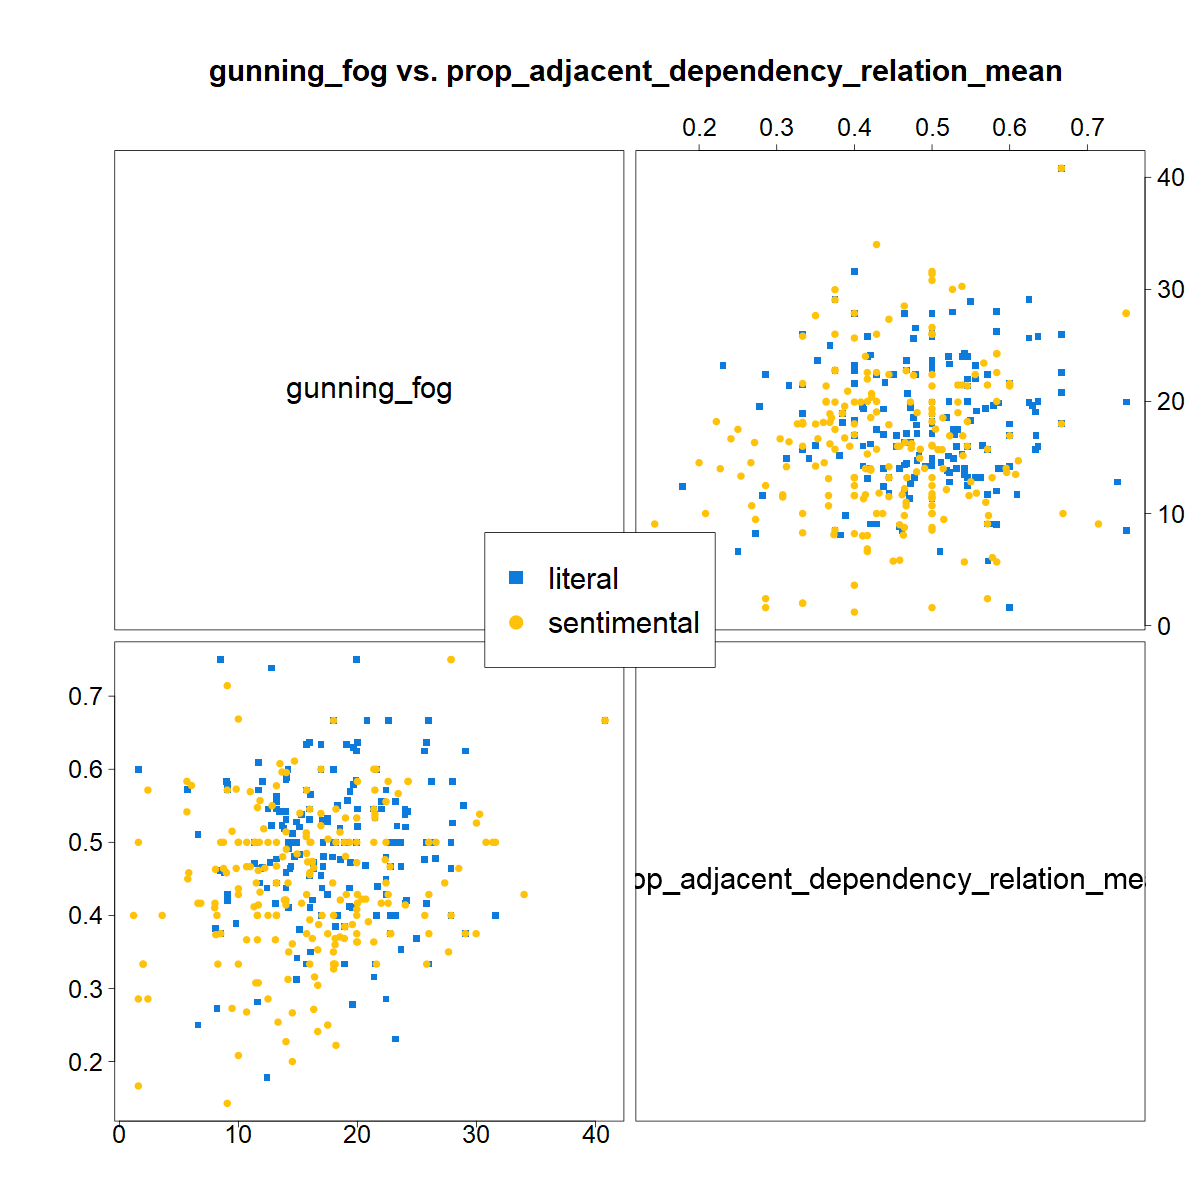 gunning_fog vs. prop_adjacent_dependency_relation_mean
0.2 0.3 0.4 0.5 0.6 0.7
40
30
20
10
0
gunning_fog
literal
sentimental
0.7
0.6
0.5
0.4
0.3
0.2
op_adjacent_dependency_relation_me
0 10 20 30 40